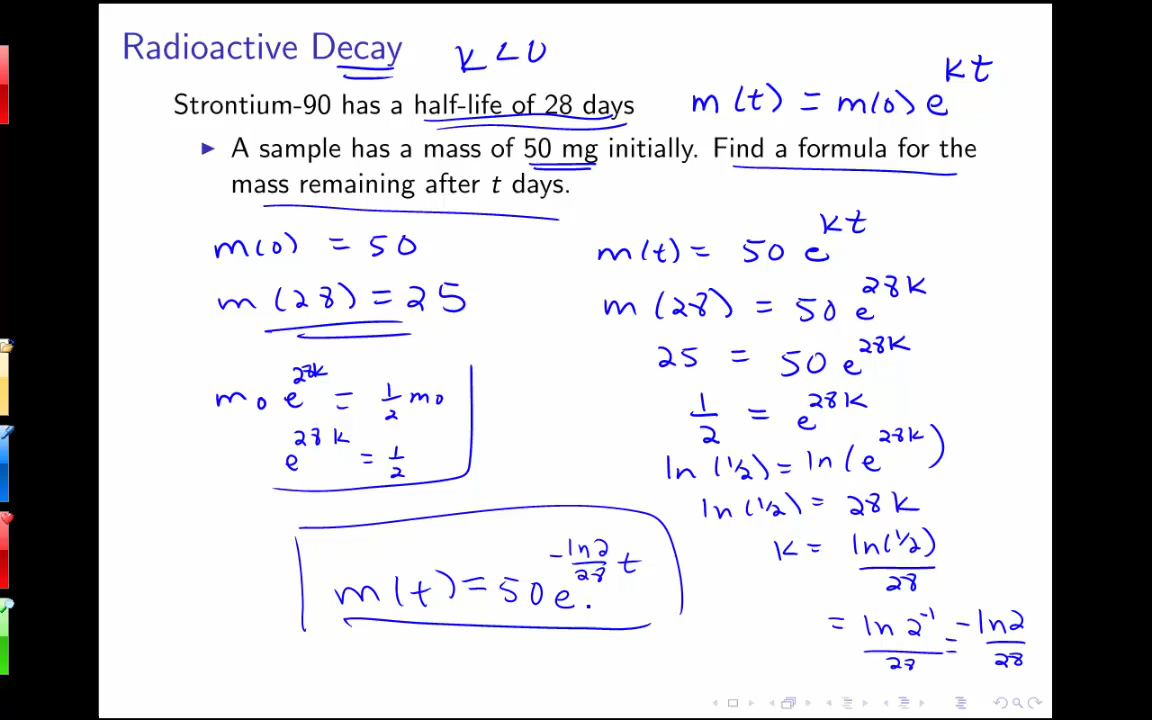 Radioactive Decay
k < 0
Strontium-90 has a half-life of 28 days
m(t) = m(0) e^{kt}
▶ A sample has a mass of 50 mg initially. Find a formula for the
mass remaining after t days.
m(0) = 50
m(28) = 25
m₀ e^{28k} = 1/2 m₀
e^{28k} = 1/2
m(t) = 50 e^{kt}
m(28) = 50 e^{28k}
25 = 50 e^{28k}
1/2 = e^{28k}
ln(1/2) = ln(e^{28k})
ln(1/2) = 28k
k = ln(1/2)/28
= ln 2^{-1}/28 = -ln2/28
m(t) = 50 e^{-ln2/28 t}.